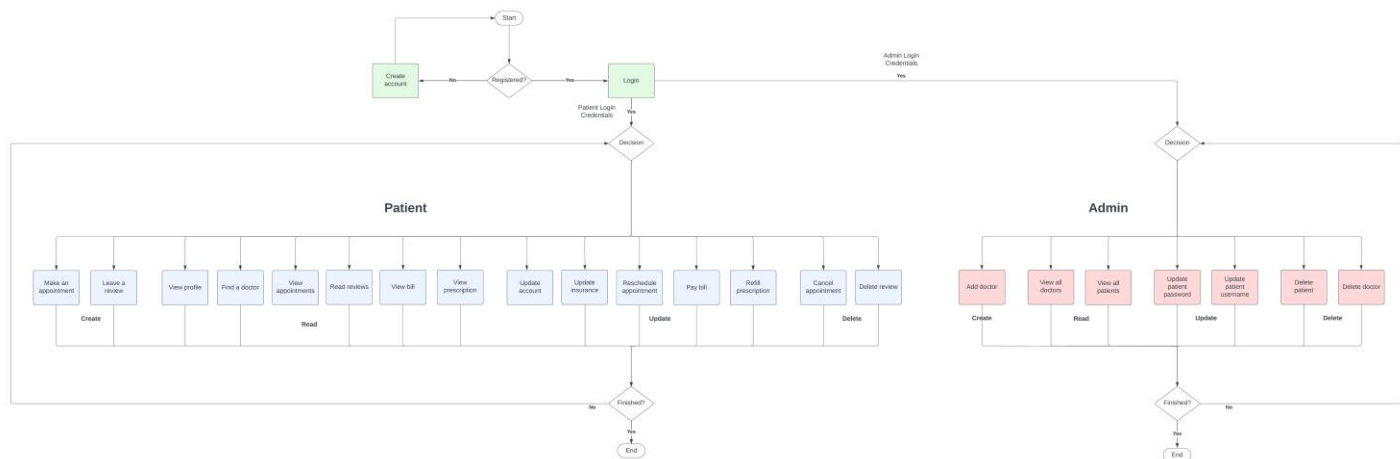 Start
Create
account
No
Registered?
Yes
Login
Admin Login
Credentials
Yes
Patient Login
Credentials
Yes
Decision
Decision
Patient
Admin
Make an
appointment
Leave a
review
View profile
Find a doctor
View
appointments
Read reviews
View bill
View
prescription
Update
account
Update
insurance
Reschedule
appointment
Pay bill
Refill
prescription
Cancel
appointment
Delete review
Add doctor
View all
doctors
View all
patients
Update
patient
password
Update
patient
username
Delete
patient
Delete doctor
Create
Read
Update
Delete
Create
Read
Update
Delete
Finished?
No
Yes
End
Finished?
No
Yes
End